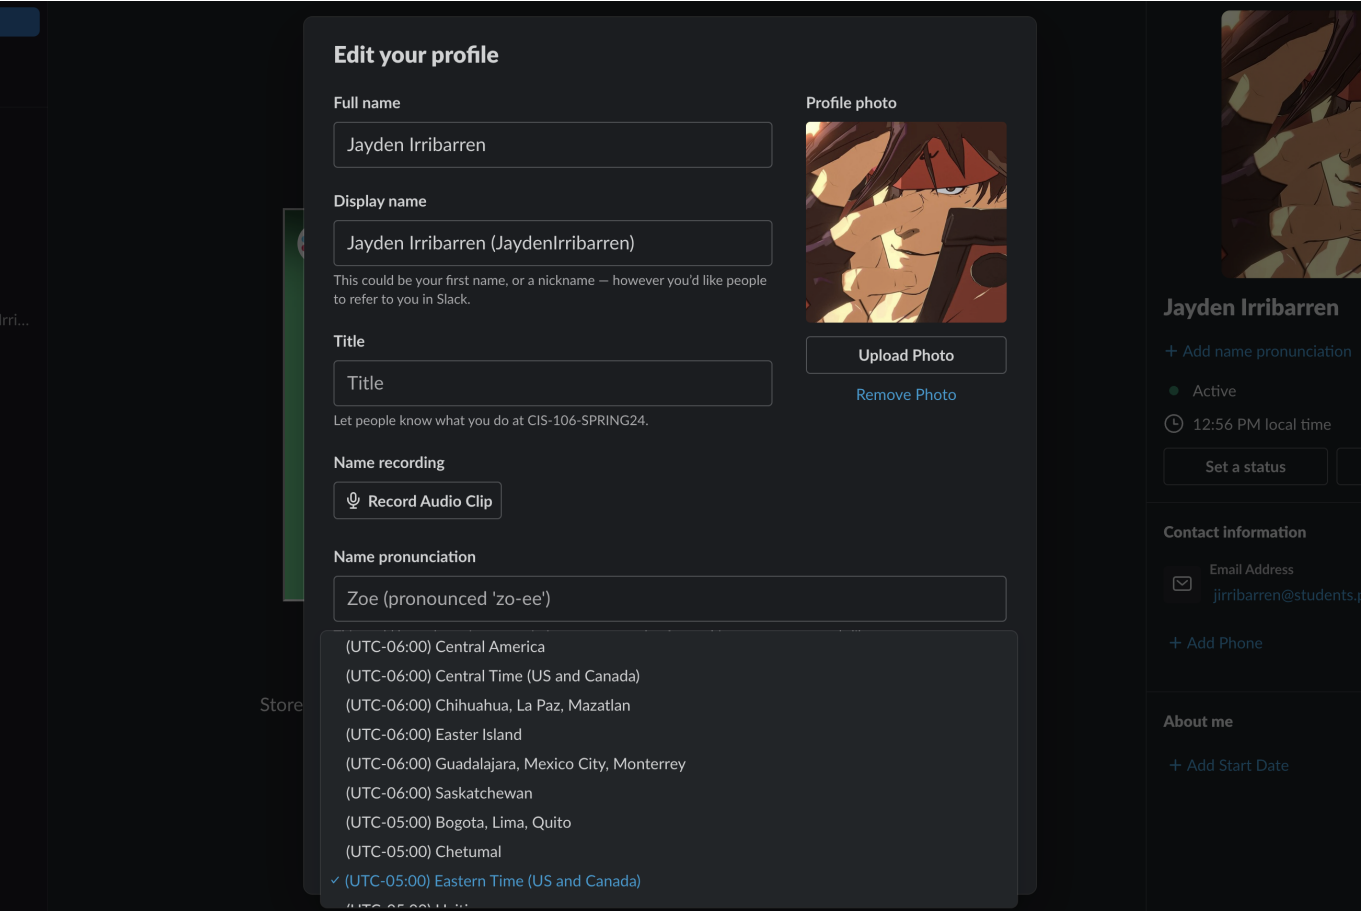 Edit your profile
Full name
Jayden Irribarren
Display name
Jayden Irribarren (JaydenIrribarren)
This could be your first name, or a nickname — however you'd like people
to refer to you in Slack.
Title
Title
Let people know what you do at CIS-106-SPRING24.
Name recording
Record Audio Clip
Name pronunciation
Zoe (pronounced 'zo-ee')
(UTC-06:00) Central America
(UTC-06:00) Central Time (US and Canada)
(UTC-06:00) Chihuahua, La Paz, Mazatlan
(UTC-06:00) Easter Island
(UTC-06:00) Guadalajara, Mexico City, Monterrey
(UTC-06:00) Saskatchewan
(UTC-05:00) Bogota, Lima, Quito
(UTC-05:00) Chetumal
✓ (UTC-05:00) Eastern Time (US and Canada)
Profile photo
Upload Photo
Remove Photo
Irri...
Store
Jayden Irribarren
+ Add name pronunciation
Active
12:56 PM local time
Set a status
Contact information
Email Address
jirribarren@students.
+ Add Phone
About me
+ Add Start Date